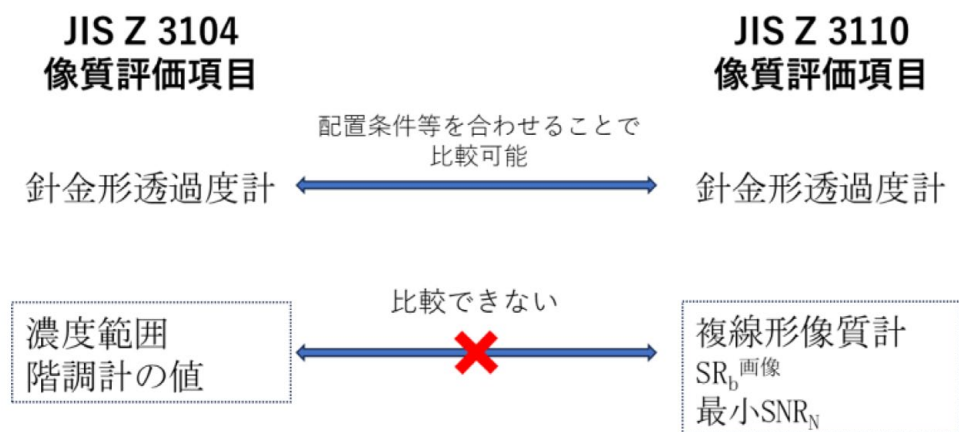 JIS Z 3104
像質評価項目
JIS Z 3110
像質評価項目
配置条件等を合わせることで
比較可能
針金形透過度計
針金形透過度計
比較できない
濃度範囲
階調計の値
複線形像質計
SRb画像
最小SNRN